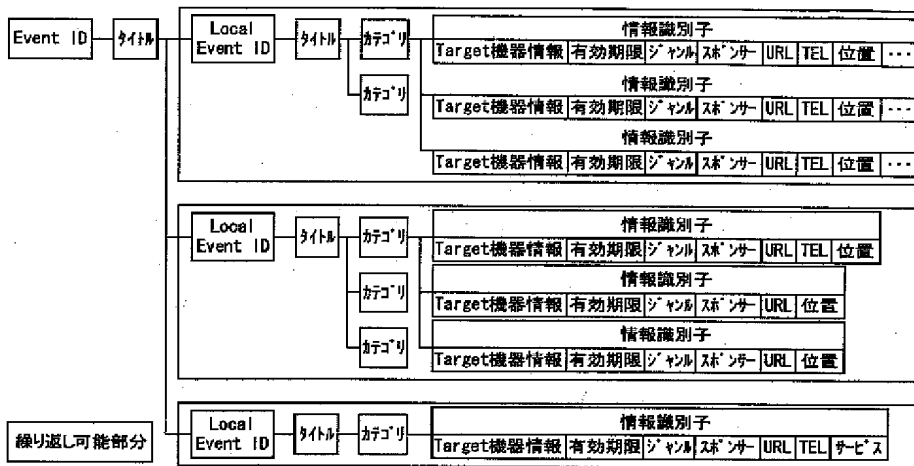 Event ID
タイトル
Local
Event ID
タイトル
カテゴリ
カテゴリ
情報識別子
Target機器情報 有効期限 ジャンル スポンサー URL TEL 位置 ・・・
情報識別子
Target機器情報 有効期限 ジャンル スポンサー URL TEL 位置 ・・・
情報識別子
Target機器情報 有効期限 ジャンル スポンサー URL TEL 位置 ・・・
Local
Event ID
タイトル
カテゴリ
カテゴリ
カテゴリ
情報識別子
Target機器情報 有効期限 ジャンル スポンサー URL TEL 位置
情報識別子
Target機器情報 有効期限 ジャンル スポンサー URL 位置
情報識別子
Target機器情報 有効期限 ジャンル スポンサー URL 位置
繰り返し可能部分
Local
Event ID
タイトル
カテゴリ
情報識別子
Target機器情報 有効期限 ジャンル スポンサー URL TEL サービス